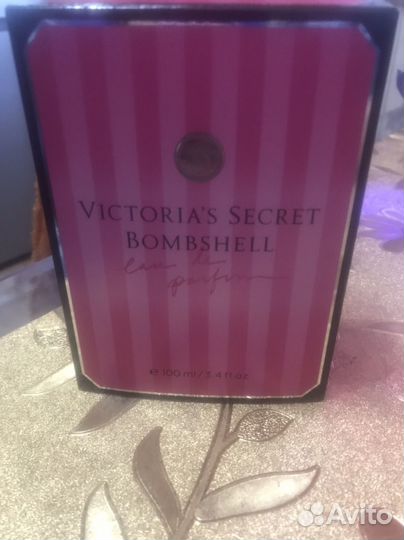 VICTORIA'S SECRET
BOMBSHELL
eau de
parfum
e 100 ml / 3.4 fl oz
Avito